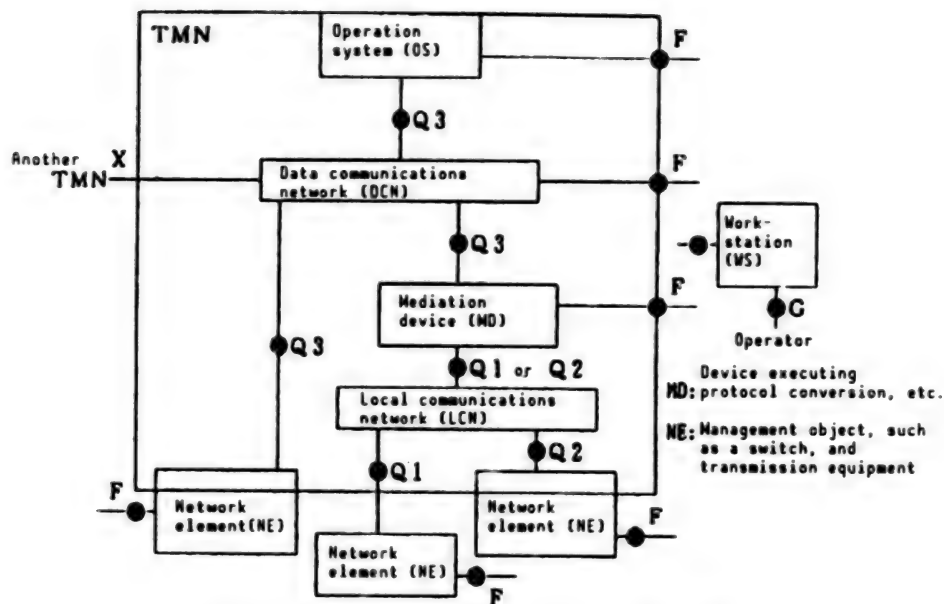 TMN
Operation
system (OS)
F
Q3
Another
TMN
X
Data communications
network (DCN)
F
Q3
Work-
station
(WS)
Q3
Mediation
device (MD)
F
G
Operator
Q1 or Q2
Local communications
network (LCN)
MD: Device executing
protocol conversion, etc.
NE: Management object, such
as a switch, and
transmission equipment
Q1
Q2
F
Network
element(NE)
Network
element (NE)
F
Network
element (NE)
F